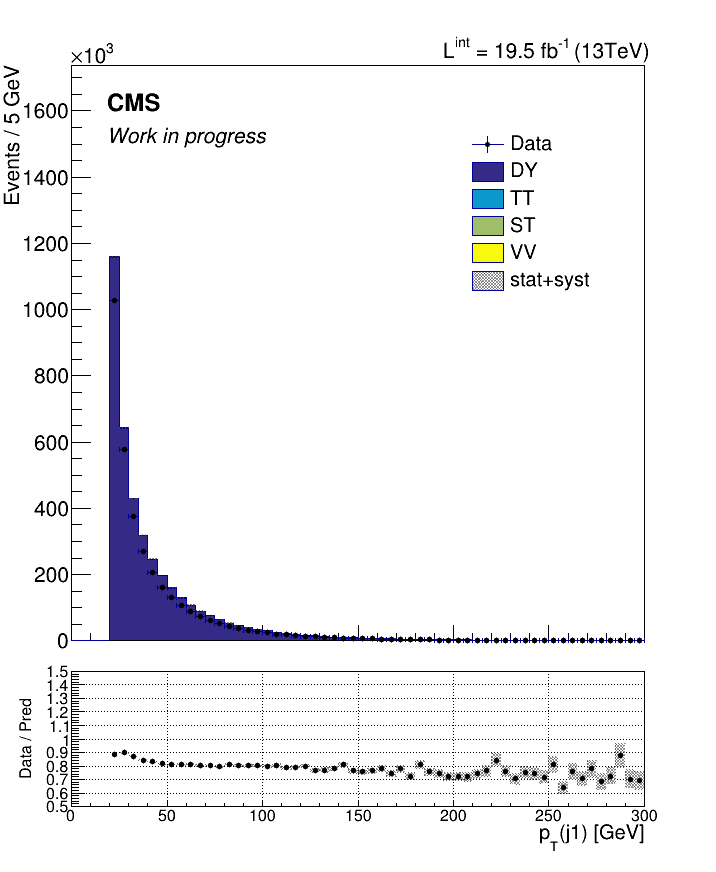 ×10³
L^int = 19.5 fb⁻¹ (13TeV)
Events / 5 GeV
1600
1400
1200
1000
800
600
400
200
0
CMS
Work in progress
Data
DY
TT
ST
VV
stat+syst
Data / Pred
1.5
1.4
1.3
1.2
1.1
1
0.9
0.8
0.7
0.6
0.5
0 50 100 150 200 250 300
p_T(j1) [GeV]